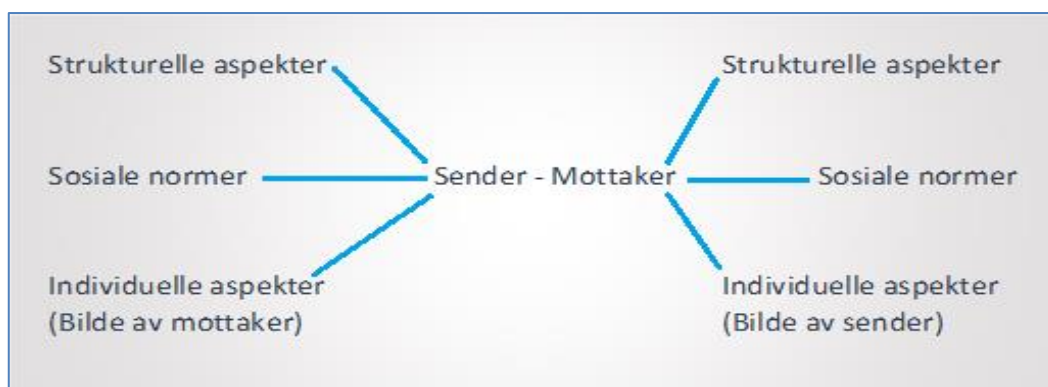 Strukturelle aspekter
Strukturelle aspekter
Sosiale normer
Sender - Mottaker
Sosiale normer
Individuelle aspekter
(Bilde av mottaker)
Individuelle aspekter
(Bilde av sender)